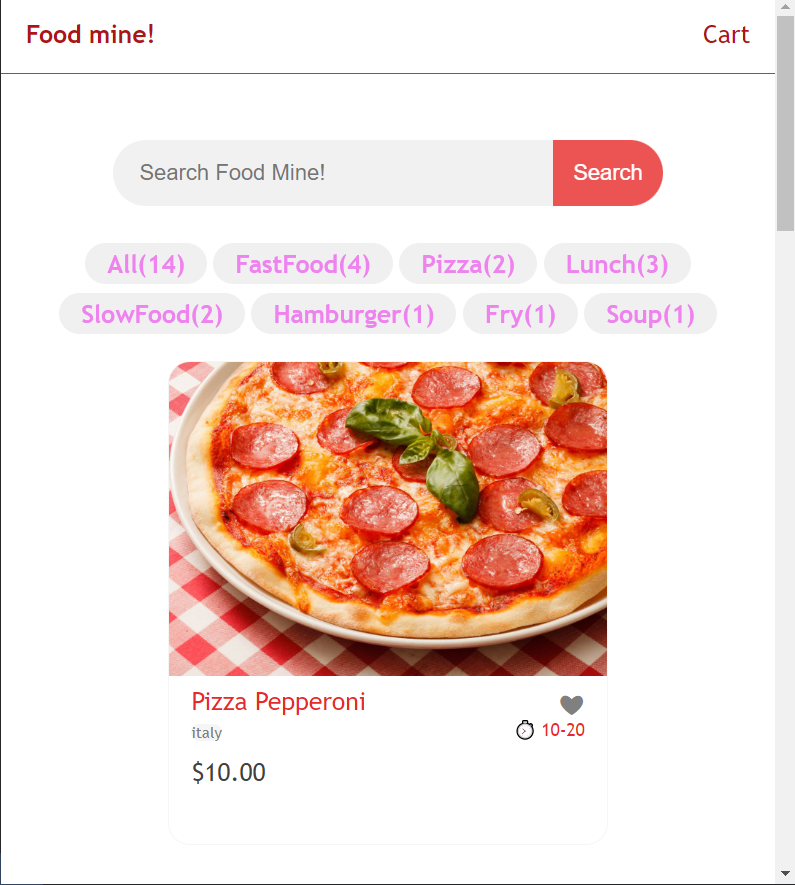 Food mine! Cart
Search Food Mine! Search
All(14) FastFood(4) Pizza(2) Lunch(3)
SlowFood(2) Hamburger(1) Fry(1) Soup(1)
Pizza Pepperoni
italy 10-20
$10.00